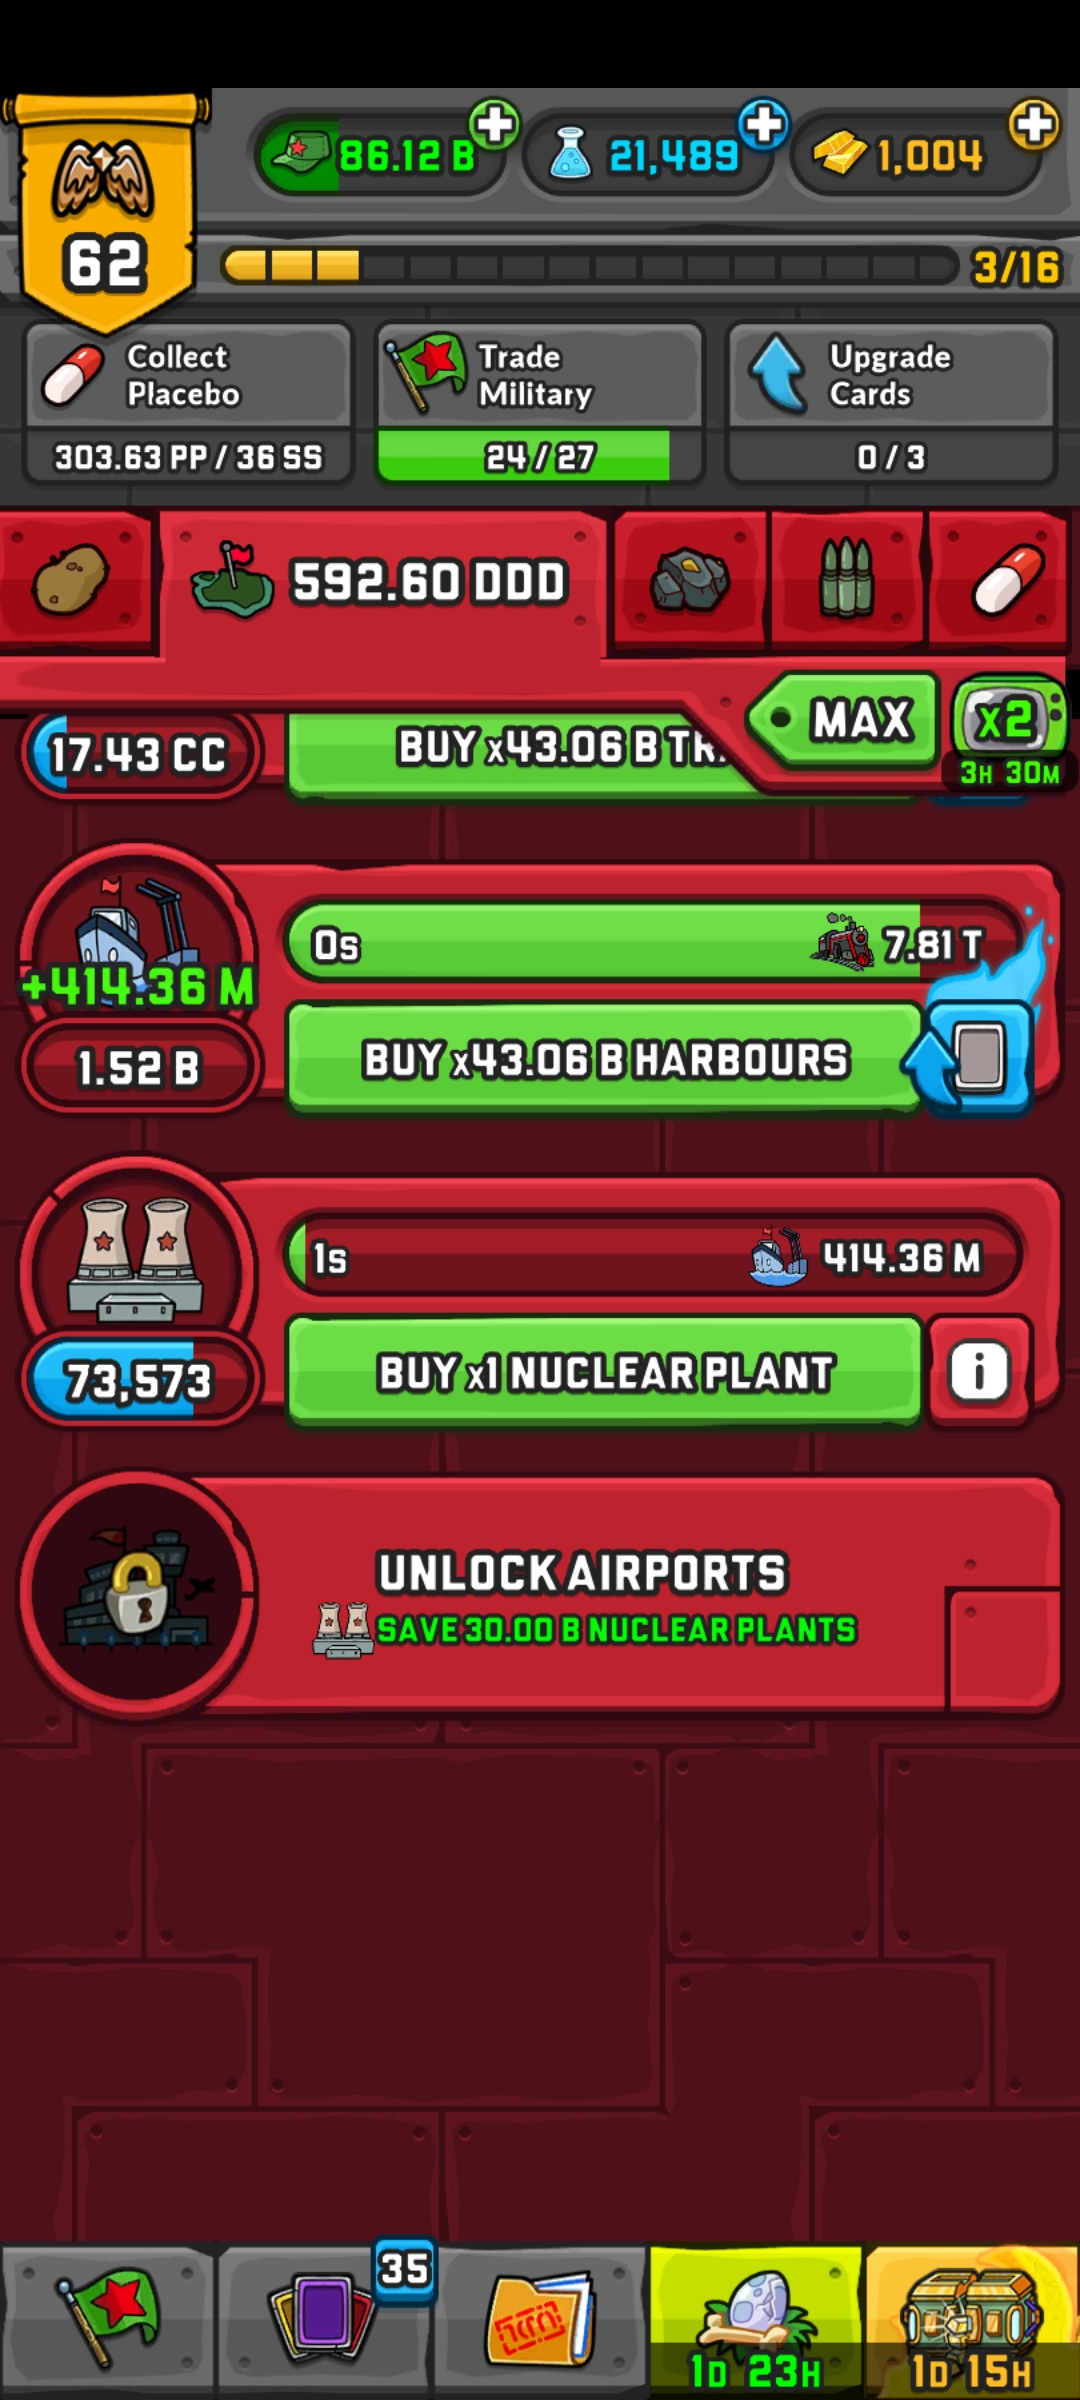 86.12 B
21,489
1,004
62
3/16
Collect
Placebo
303.63 PP / 36 SS
Trade
Military
24 / 27
Upgrade
Cards
0 / 3
592.60 DDD
MAX
x2
3H 30M
17.43 CC
BUY x43.06 B
0s
7.81 T
+414.36 M
1.52 B
BUY x43.06 B HARBOURS
1s
414.36 M
73,573
BUY x1 NUCLEAR PLANT
i
UNLOCK AIRPORTS
SAVE 30.00 B NUCLEAR PLANTS
35
1D 23H
1D 15H